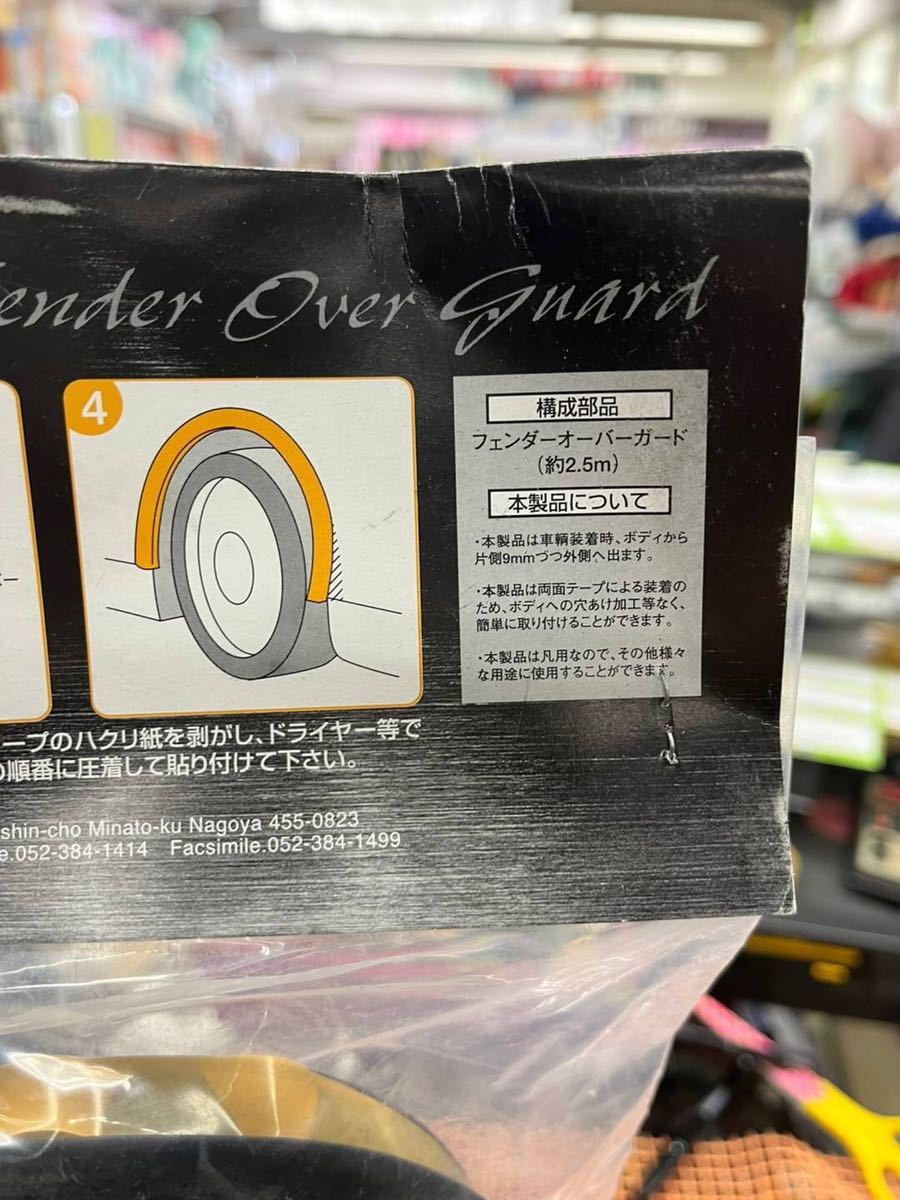 ender Over Guard
4
構成部品
フェンダーオーバーガード
(約2.5m)
本製品について
・本製品は車輌装着時、ボディから
片側9mmづつ外側へ出ます。
・本製品は両面テープによる装着の
ため、ボディへの穴あけ加工等なく、
簡単に取り付けることができます。
・本製品は凡用なので、その他様々
な用途に使用することができます。
ープのハクリ紙を剥がし、ドライヤー等で
の順番に圧着して貼り付けて下さい。
shin-cho Minato-ku Nagoya 455-0823
e.052-384-1414 Facsimile.052-384-1499